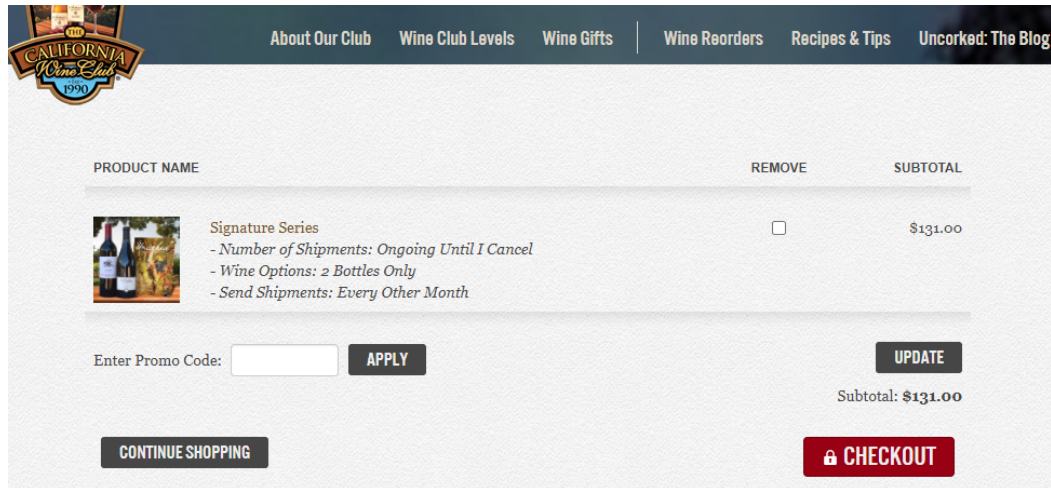 THE
CALIFORNIA
Wine Club
Est
1990
About Our Club Wine Club Levels Wine Gifts Wine Reorders Recipes & Tips Uncorked: The Blog
PRODUCT NAME REMOVE SUBTOTAL
Signature Series $131.00
- Number of Shipments: Ongoing Until I Cancel
- Wine Options: 2 Bottles Only
- Send Shipments: Every Other Month
Enter Promo Code: APPLY UPDATE
Subtotal: $131.00
CONTINUE SHOPPING CHECKOUT